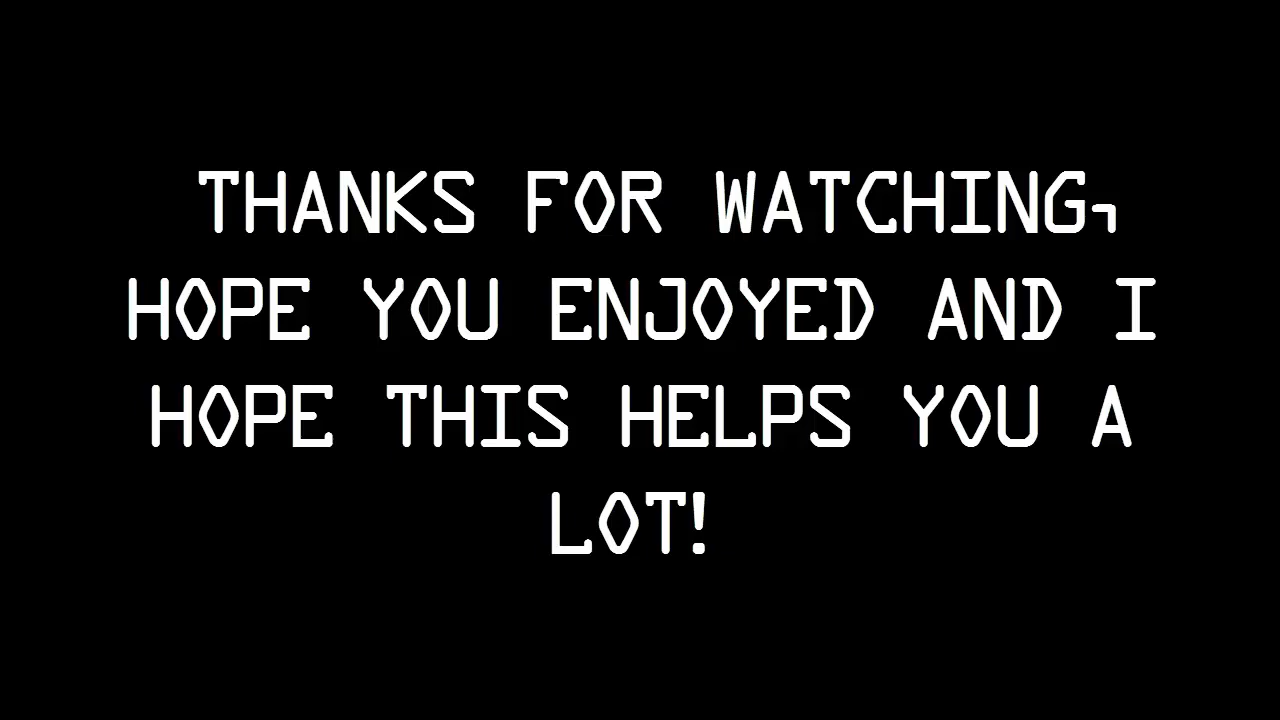 THANKS FOR WATCHING,
HOPE YOU ENJOYED AND I
HOPE THIS HELPS YOU A
LOT!